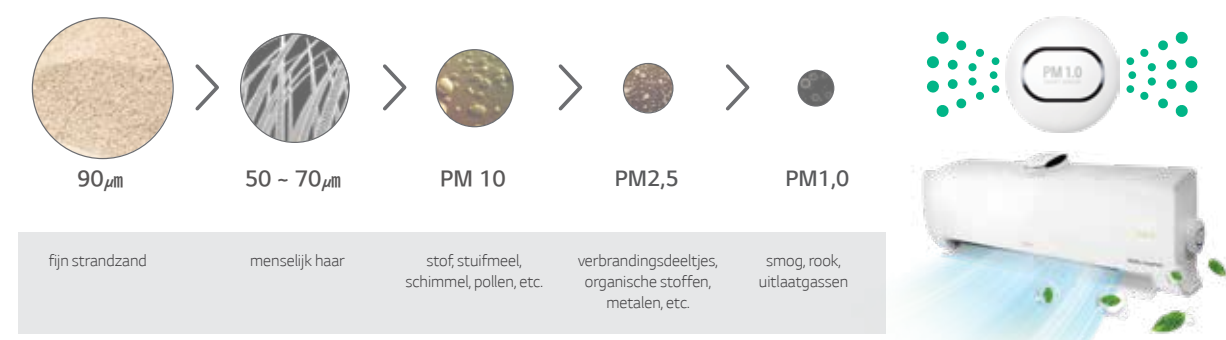 90㎛
50 ~ 70㎛
PM 10
PM2,5
PM1,0
fijn strandzand
menselijk haar
stof, stuifmeel,
schimmel, pollen, etc.
verbrandingsdeeltjes,
organische stoffen,
metalen, etc.
smog, rook,
uitlaatgassen
PM 1.0